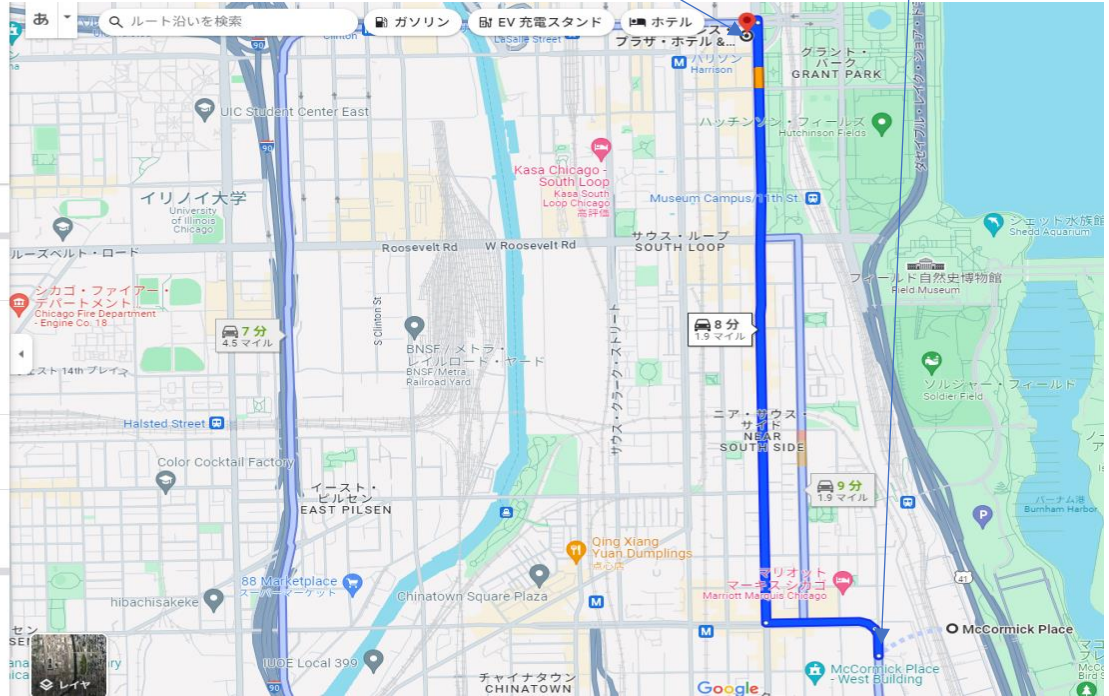 あ
ルート沿いを検索
ガソリン
EV 充電スタンド
ホテル
Clinton
LaSalle Street
プラザ・ホテル &...
90
M ハリソン
Harrison
グラント・
パーク
GRANT PARK
UIC Student Center East
ハッチンソン・フィールズ
Hutchinson Fields
90
Kasa Chicago -
South Loop
Kasa South
Loop Chicago
高評価
イリノイ大学
University
of Illinois
Chicago
Museum Campus/11th St.
シェッド水族館
Shedd Aquarium
ルーズベルト・ロード
Roosevelt Rd
W Roosevelt Rd
サウス・ループ
SOUTH LOOP
フィールド自然史博物館
Field Museum
シカゴ・ファイアー・
デパートメント
Chicago Fire Department
- Engine Co. 18
S Clinton St
7 分
4.5 マイル
8 分
1.9 マイル
BNSF / メトラ・
レイルロード・ヤード
BNSF/Metra
Railroad Yard
サウス・クラーク・ストリート
ソルジャー・フィールド
Soldier Field
Halsted Street
ニア・サウス・
サイド
NEAR
SOUTH SIDE
Color Cocktail Factory
イースト・
ピルセン
EAST PILSEN
9 分
1.9 マイル
バーナム港
Burnham Harbor
P
Qing Xiang
Yuan Dumplings
点心店
88 Marketplace
スーパーマーケット
hibachisakeke
Chinatown Square Plaza
マリオット
マーキス シカゴ
Marriott Marquis Chicago
41
M
M
McCormick Place
IUOE Local 399
レイヤ
90
チャイナタウン
CHINATOWN
Google
McCormick Place
- West Building